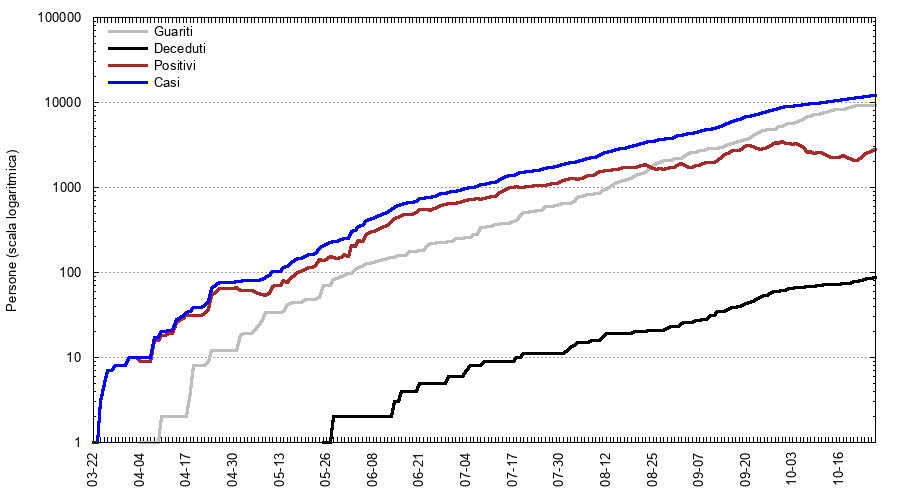 100000
10000
1000
100
10
1
Persone (scala logaritmica)
Guariti
Deceduti
Positivi
Casi
03-22 04-04 04-17 04-30 05-13 05-26 06-08 06-21 07-04 07-17 07-30 08-12 08-25 09-07 09-20 10-03 10-16